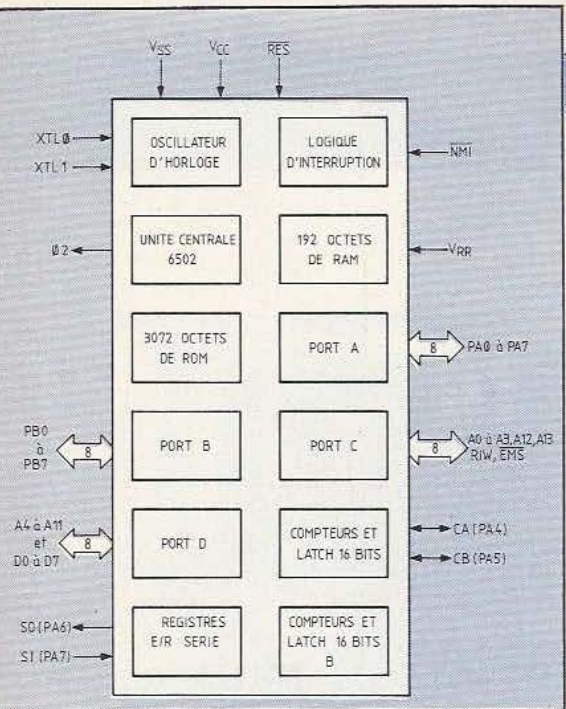 VSS
VCC
RES
XTLØ
XTL1
Ø2
OSCILLATEUR
D'HORLOGE
LOGIQUE
D'INTERRUPTION
NMI
UNITE CENTRALE
6502
192 OCTETS
DE RAM
VRR
3072 OCTETS
DE ROM
PORT A
8
PAØ à PA7
PB0
à
PB7
8
PORT B
PORT C
8
A0 à A3,A12,A13
R/W, EMS
A4 à A11
et
D0 à D7
8
PORT D
COMPTEURS ET
LATCH 16 BITS
CA (PA4)
CB (PA5)
SO (PA6)
SI (PA7)
REGISTRES
E/R SERIE
COMPTEURS ET
LATCH 16 BITS
B